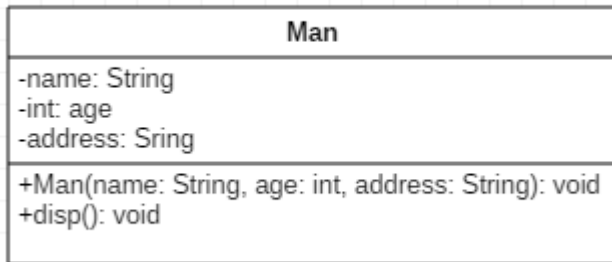 Man
-name: String
-int: age
-address: Sring
+Man(name: String, age: int, address: String): void
+disp(): void